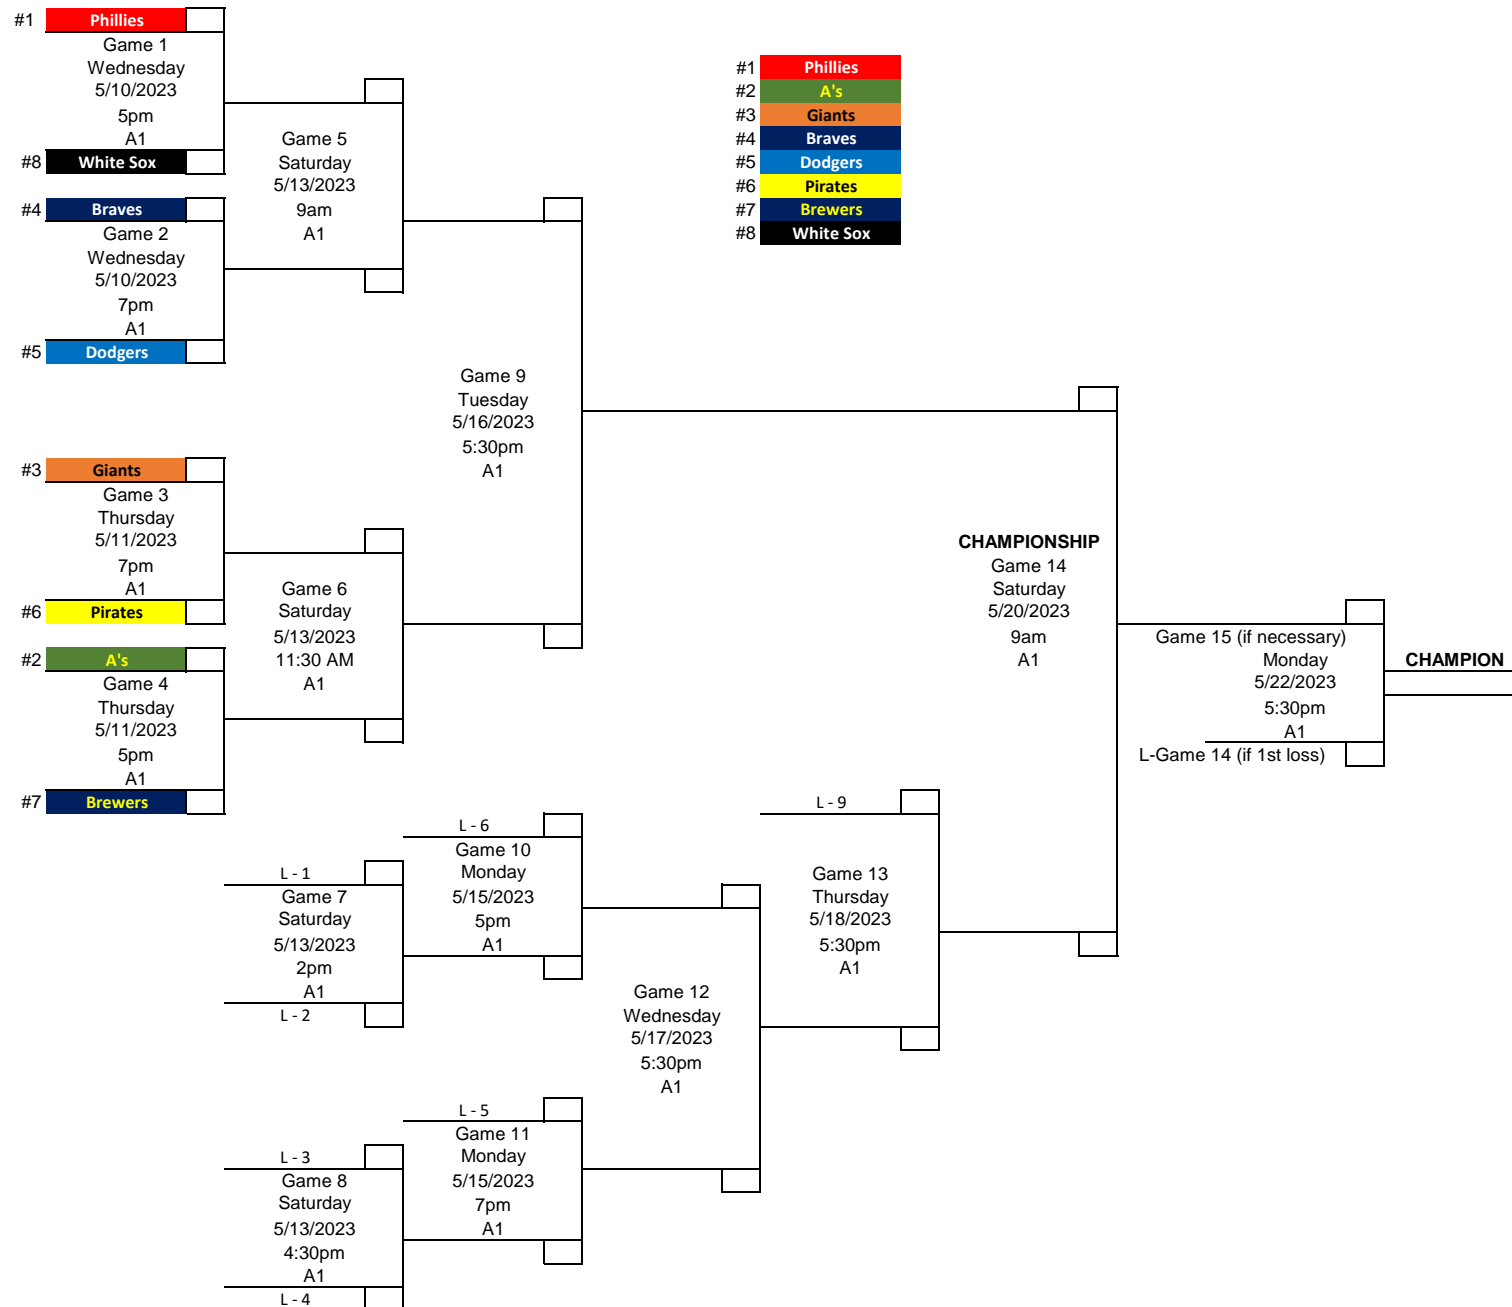 #1 Phillies
Game 1
Wednesday
5/10/2023
5pm
A1
#8 White Sox
#4 Braves
Game 2
Wednesday
5/10/2023
7pm
A1
#5 Dodgers
#3 Giants
Game 3
Thursday
5/11/2023
7pm
A1
#6 Pirates
#2 A's
Game 4
Thursday
5/11/2023
5pm
A1
#7 Brewers
Game 5
Saturday
5/13/2023
9am
A1
Game 6
Saturday
5/13/2023
11:30 AM
A1
L - 1
Game 7
Saturday
5/13/2023
2pm
A1
L - 2
L - 3
Game 8
Saturday
5/13/2023
4:30pm
A1
L - 4
Game 9
Tuesday
5/16/2023
5:30pm
A1
L - 6
Game 10
Monday
5/15/2023
5pm
A1
L - 5
Game 11
Monday
5/15/2023
7pm
A1
Game 12
Wednesday
5/17/2023
5:30pm
A1
#1 Phillies
#2 A's
#3 Giants
#4 Braves
#5 Dodgers
#6 Pirates
#7 Brewers
#8 White Sox
L - 9
Game 13
Thursday
5/18/2023
5:30pm
A1
CHAMPIONSHIP
Game 14
Saturday
5/20/2023
9am
A1
Game 15 (if necessary)
Monday
5/22/2023
5:30pm
A1
L-Game 14 (if 1st loss)
CHAMPION